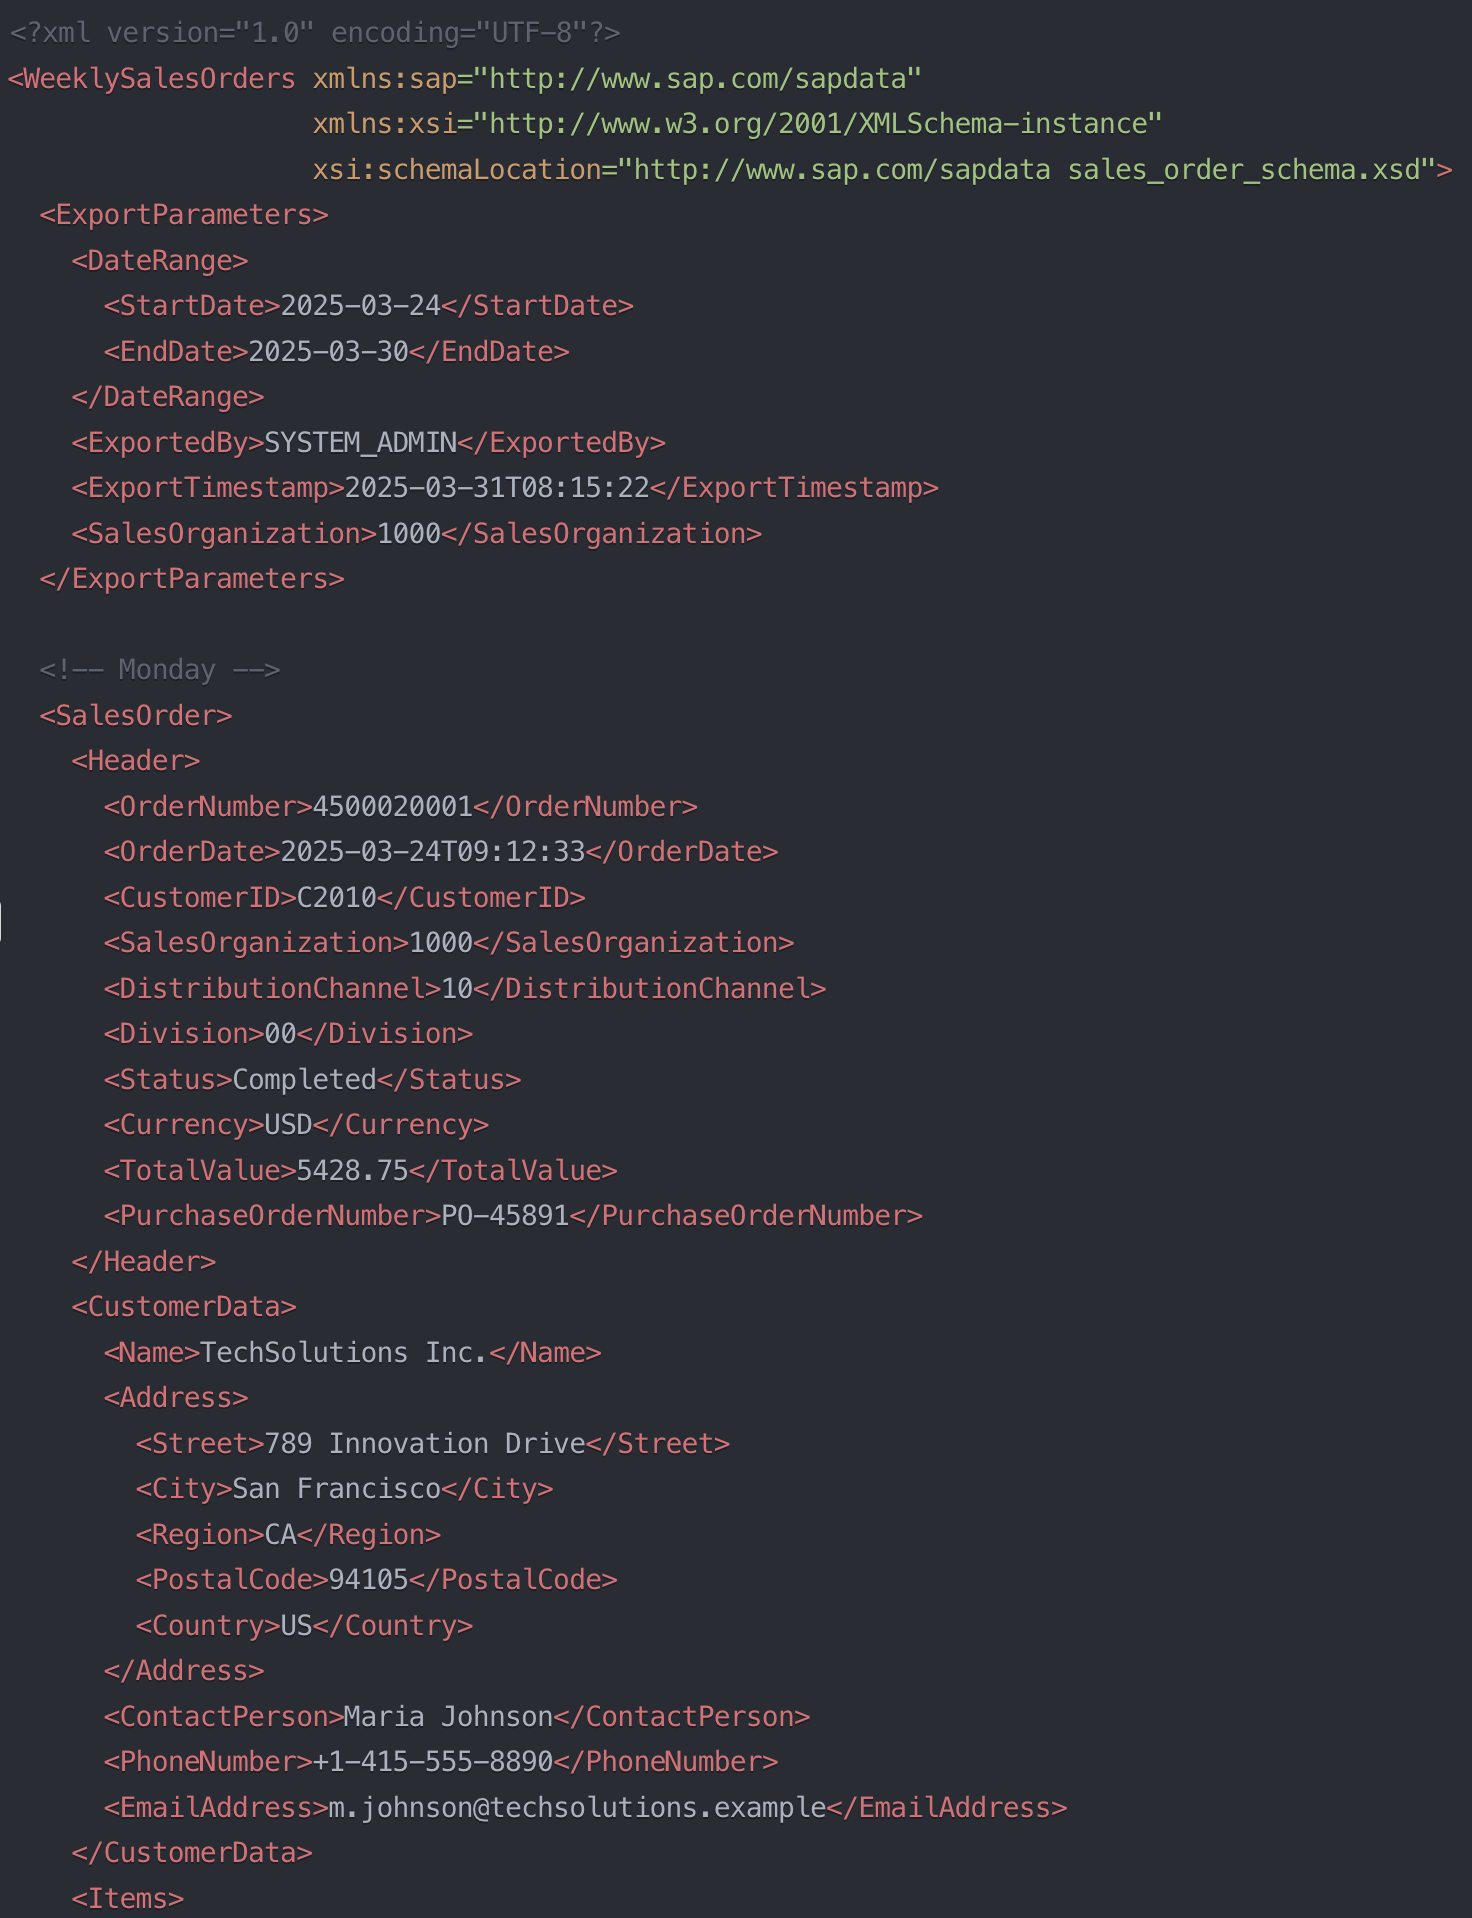 <?xml version="1.0" encoding="UTF-8"?>
<WeeklySalesOrders xmlns:sap="http://www.sap.com/sapdata"
                   xmlns:xsi="http://www.w3.org/2001/XMLSchema-instance"
                   xsi:schemaLocation="http://www.sap.com/sapdata sales_order_schema.xsd">
  <ExportParameters>
    <DateRange>
      <StartDate>2025-03-24</StartDate>
      <EndDate>2025-03-30</EndDate>
    </DateRange>
    <ExportedBy>SYSTEM_ADMIN</ExportedBy>
    <ExportTimestamp>2025-03-31T08:15:22</ExportTimestamp>
    <SalesOrganization>1000</SalesOrganization>
  </ExportParameters>

  <!-- Monday -->
  <SalesOrder>
    <Header>
      <OrderNumber>4500020001</OrderNumber>
      <OrderDate>2025-03-24T09:12:33</OrderDate>
      <CustomerID>C2010</CustomerID>
      <SalesOrganization>1000</SalesOrganization>
      <DistributionChannel>10</DistributionChannel>
      <Division>00</Division>
      <Status>Completed</Status>
      <Currency>USD</Currency>
      <TotalValue>5428.75</TotalValue>
      <PurchaseOrderNumber>PO-45891</PurchaseOrderNumber>
    </Header>
    <CustomerData>
      <Name>TechSolutions Inc.</Name>
      <Address>
        <Street>789 Innovation Drive</Street>
        <City>San Francisco</City>
        <Region>CA</Region>
        <PostalCode>94105</PostalCode>
        <Country>US</Country>
      </Address>
      <ContactPerson>Maria Johnson</ContactPerson>
      <PhoneNumber>+1-415-555-8890</PhoneNumber>
      <EmailAddress>m.johnson@techsolutions.example</EmailAddress>
    </CustomerData>
    <Items>